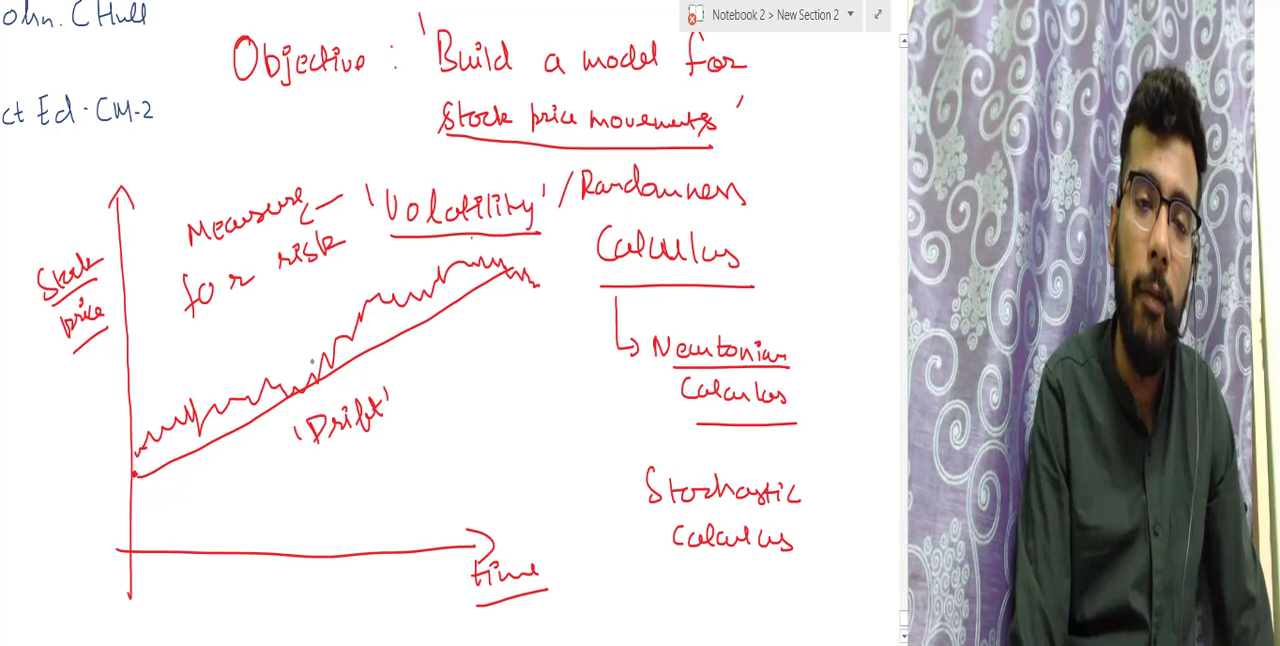 ohn. C Hull
Notebook 2 > New Section 2
Objective : 'Build a model for
stock price movements'
ct Ed - CM-2
Measure - 'Volatility' / Randomness
for risk
Calculus
Stock
price
Newtonian
Calculus
'Drift'
Stochastic
Calculus
time